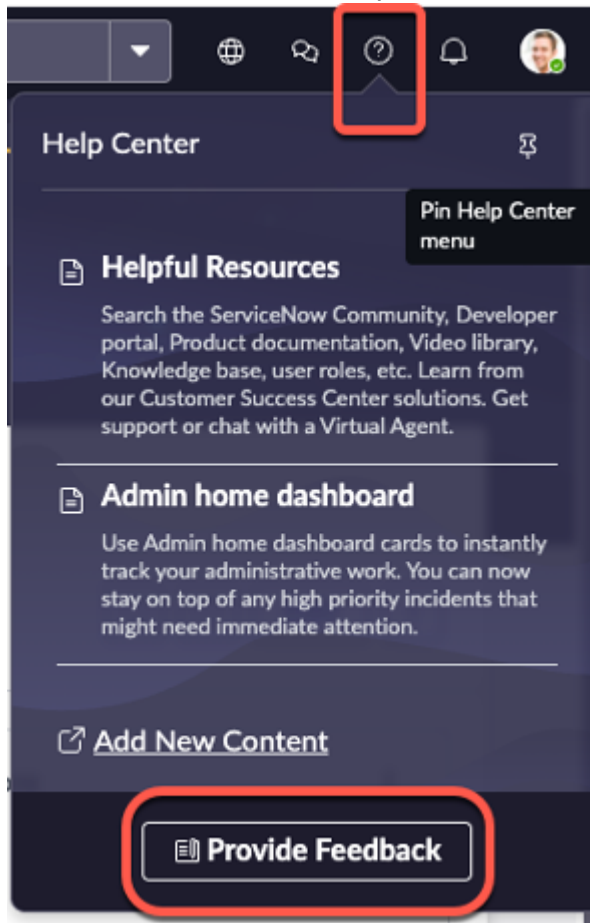 Help Center
Pin Help Center
menu
Helpful Resources
Search the ServiceNow Community, Developer
portal, Product documentation, Video library,
Knowledge base, user roles, etc. Learn from
our Customer Success Center solutions. Get
support or chat with a Virtual Agent.
Admin home dashboard
Use Admin home dashboard cards to instantly
track your administrative work. You can now
stay on top of any high priority incidents that
might need immediate attention.
Add New Content
Provide Feedback